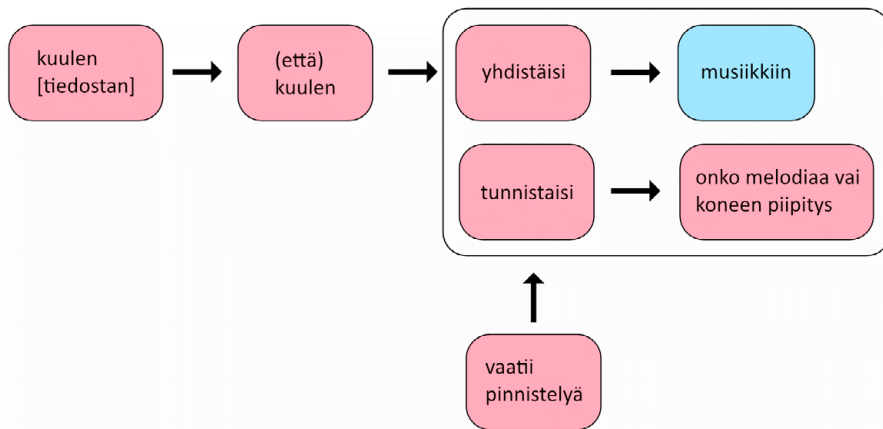 kuulen
[tiedostan]
(että)
kuulen
yhdistäisi
musiikkiin
tunnistaisi
onko melodiaa vai
koneen piipitys
vaatii
pinnistelyä